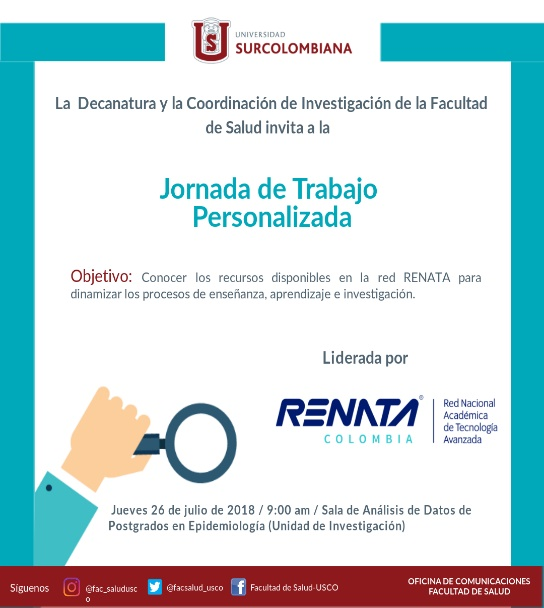 UNIVERSIDAD
SURCOLOMBIANA
La Decanatura y la Coordinación de Investigación de la Facultad
de Salud invita a la
Jornada de Trabajo
Personalizada
Objetivo: Conocer los recursos disponibles en la red RENATA para
dinamizar los procesos de enseñanza, aprendizaje e investigación.
Liderada por
RENATA®
COLOMBIA
Red Nacional
Académica
de Tecnología
Avanzada
Jueves 26 de julio de 2018 / 9:00 am / Sala de Análisis de Datos de
Postgrados en Epidemiología (Unidad de Investigación)
Síguenos
@fac_saludusc
o
@facsalud_usco
Facultad de Salud-USCO
OFICINA DE COMUNICACIONES
FACULTAD DE SALUD